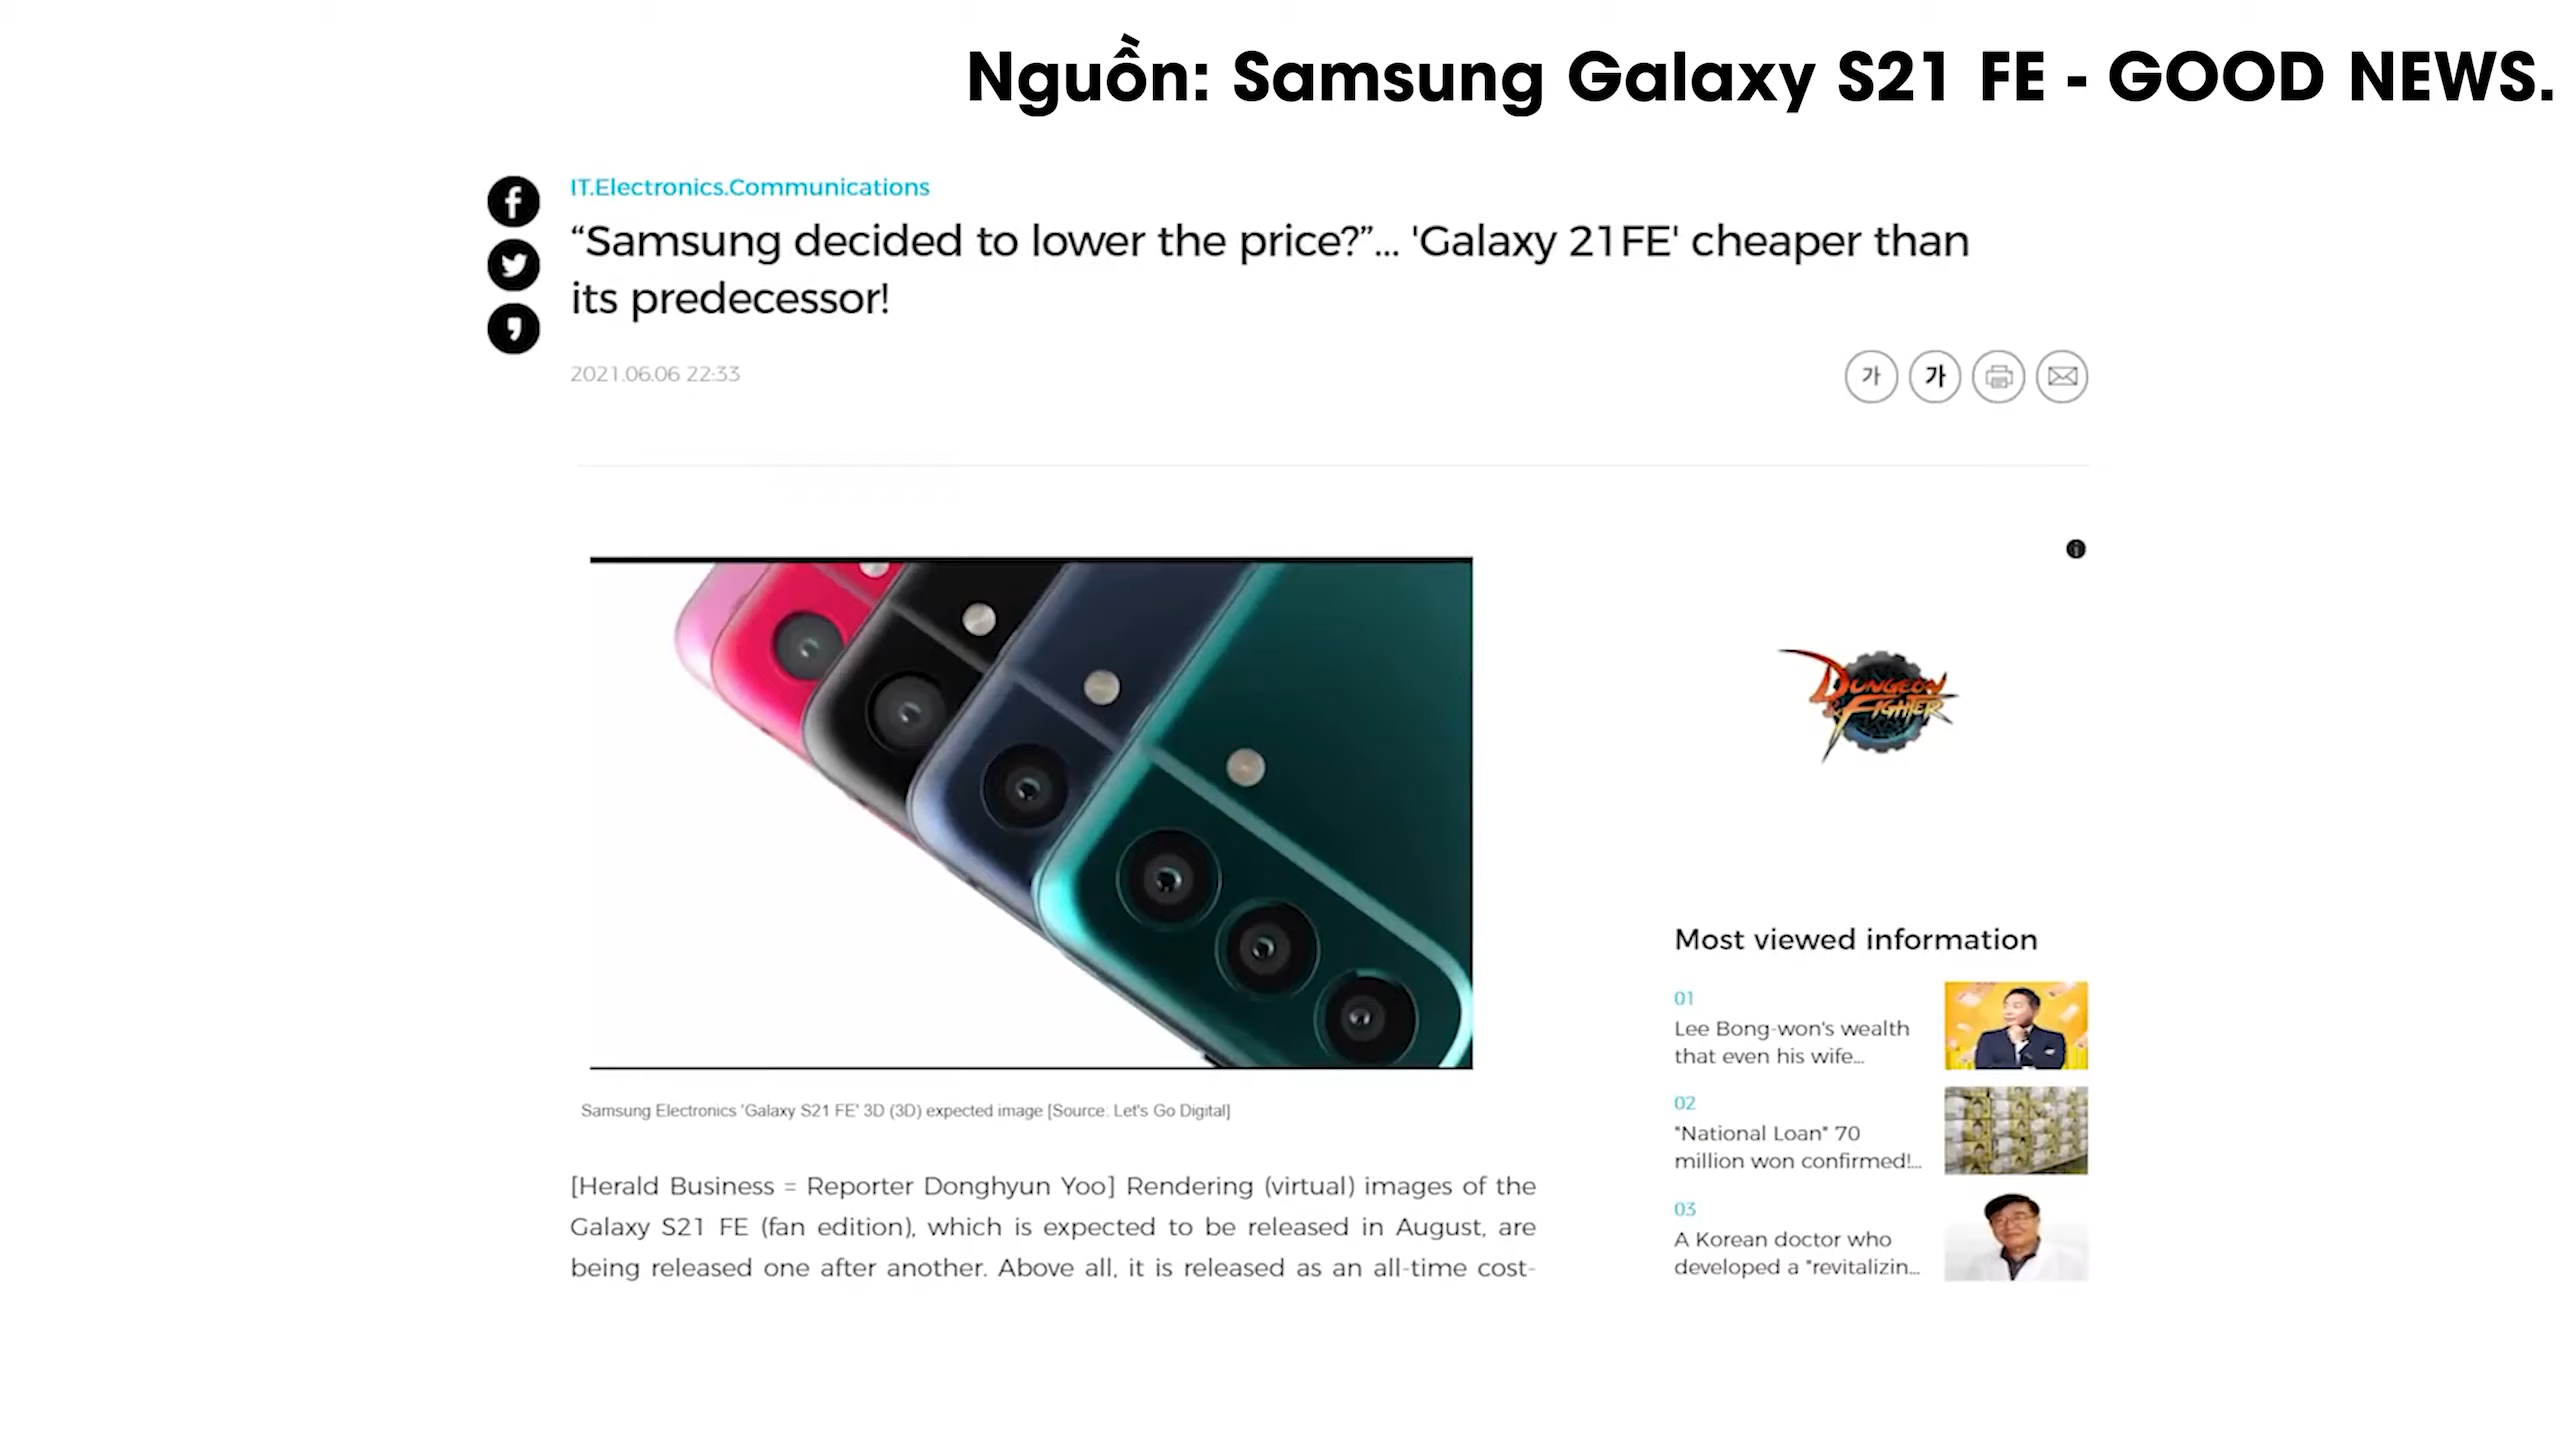 Nguồn: Samsung Galaxy S21 FE - GOOD NEWS.
IT.Electronics.Communications
“Samsung decided to lower the price?”... 'Galaxy 21FE' cheaper than
its predecessor!
2021.06.06 22:33
가 가
DUNGEON
& FIGHTER
Samsung Electronics 'Galaxy S21 FE' 3D (3D) expected image [Source: Let's Go Digital]
[Herald Business = Reporter Donghyun Yoo] Rendering (virtual) images of the
Galaxy S21 FE (fan edition), which is expected to be released in August, are
being released one after another. Above all, it is released as an all-time cost-
Most viewed information
01
Lee Bong-won's wealth
that even his wife...
02
"National Loan" 70
million won confirmed!...
03
A Korean doctor who
developed a "revitalizin...